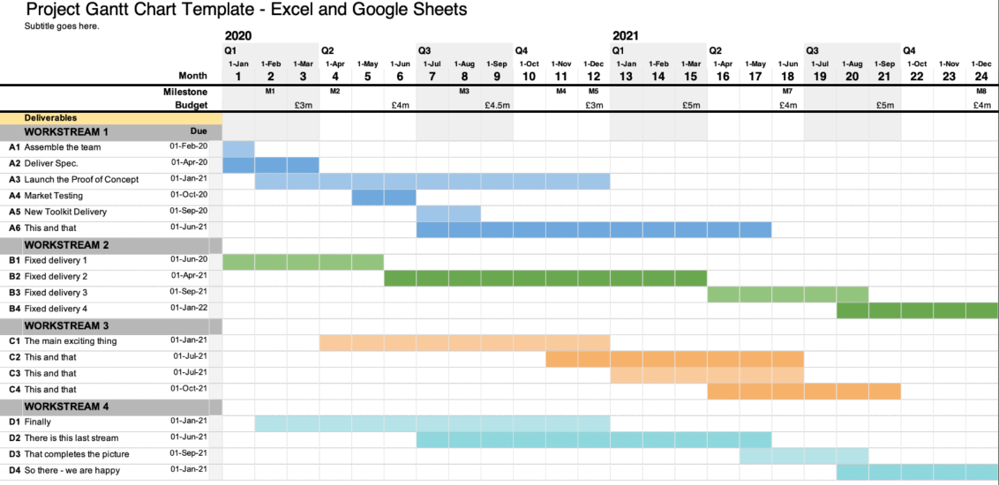 Project Gantt Chart Template - Excel and Google Sheets
Subtitle goes here.
2020 2021
Q1 Q2 Q3 Q4 Q1 Q2 Q3 Q4
1-Jan 1-Feb 1-Mar 1-Apr 1-May 1-Jun 1-Jul 1-Aug 1-Sep 1-Oct 1-Nov 1-Dec 1-Jan 1-Feb 1-Mar 1-Apr 1-May 1-Jun 1-Jul 1-Aug 1-Sep 1-Oct 1-Nov 1-Dec
Month 1 2 3 4 5 6 7 8 9 10 11 12 13 14 15 16 17 18 19 20 21 22 23 24
Milestone M1 M2 M3 M4 M5 M7 M8
Budget £3m £4m £4.5m £3m £5m £4m £5m £4m
Deliverables
WORKSTREAM 1 Due
A1 Assemble the team 01-Feb-20
A2 Deliver Spec. 01-Apr-20
A3 Launch the Proof of Concept 01-Jan-21
A4 Market Testing 01-Oct-20
A5 New Toolkit Delivery 01-Sep-20
A6 This and that 01-Jun-21
WORKSTREAM 2
B1 Fixed delivery 1 01-Jun-20
B2 Fixed delivery 2 01-Apr-21
B3 Fixed delivery 3 01-Sep-21
B4 Fixed delivery 4 01-Jan-22
WORKSTREAM 3
C1 The main exciting thing 01-Jan-21
C2 This and that 01-Jul-21
C3 This and that 01-Jul-21
C4 This and that 01-Oct-21
WORKSTREAM 4
D1 Finally 01-Jan-21
D2 There is this last stream 01-Jun-21
D3 That completes the picture 01-Sep-21
D4 So there - we are happy 01-Jan-21